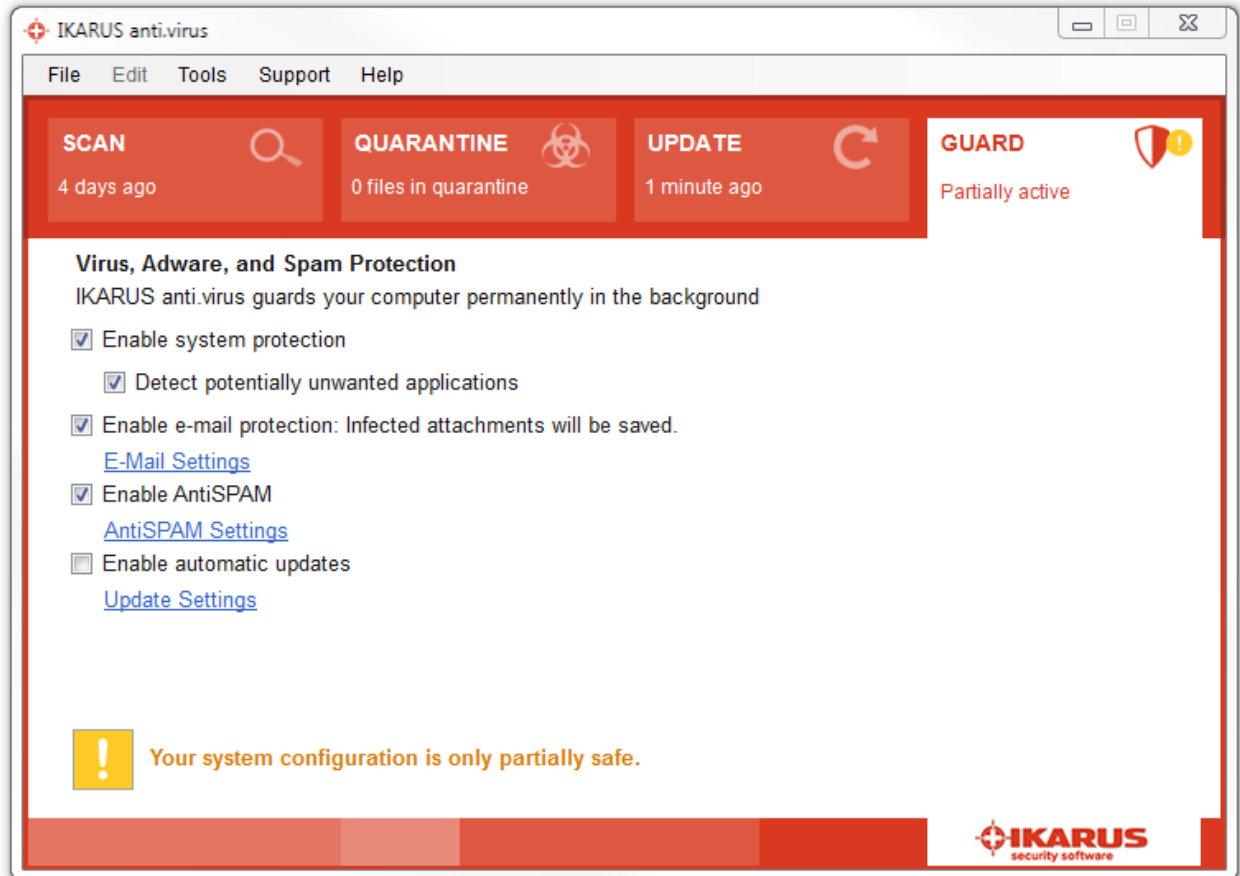 IKARUS anti.virus
File Edit Tools Support Help
SCAN
4 days ago
QUARANTINE
0 files in quarantine
UPDATE
1 minute ago
GUARD
Partially active
Virus, Adware, and Spam Protection
IKARUS anti.virus guards your computer permanently in the background
Enable system protection
Detect potentially unwanted applications
Enable e-mail protection: Infected attachments will be saved.
E-Mail Settings
Enable AntiSPAM
AntiSPAM Settings
Enable automatic updates
Update Settings
Your system configuration is only partially safe.
IKARUS
security software